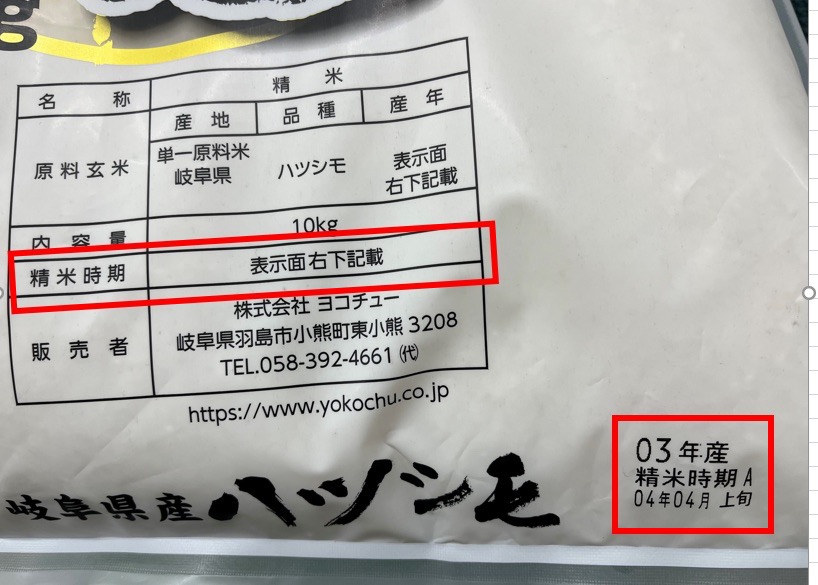 g
名称 精米
産地 品種 産年
原料玄米 単一原料米 岐阜県 ハツシモ 表示面 右下記載
内容量 10kg
精米時期 表示面右下記載
販売者 株式会社 ヨコチュー
岐阜県羽島市小熊町東小熊 3208
TEL.058-392-4661 ㈹
https://www.yokochu.co.jp
岐阜県産ハツシモ
03年産
精米時期 A
04年04月 上旬